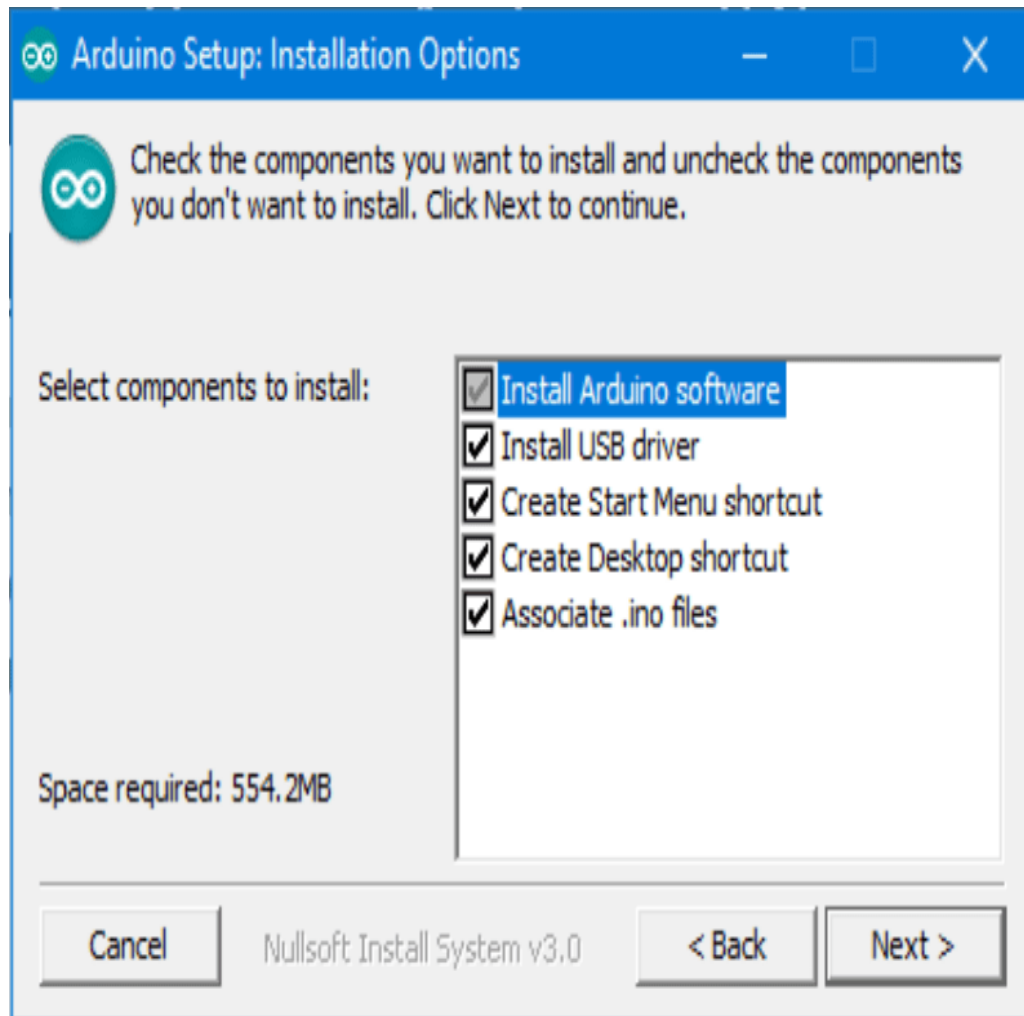 Arduino Setup: Installation Options
Check the components you want to install and uncheck the components
you don't want to install. Click Next to continue.
Select components to install:
Install Arduino software
Install USB driver
Create Start Menu shortcut
Create Desktop shortcut
Associate .ino files
Space required: 554.2MB
Cancel
Nullsoft Install System v3.0
< Back
Next >